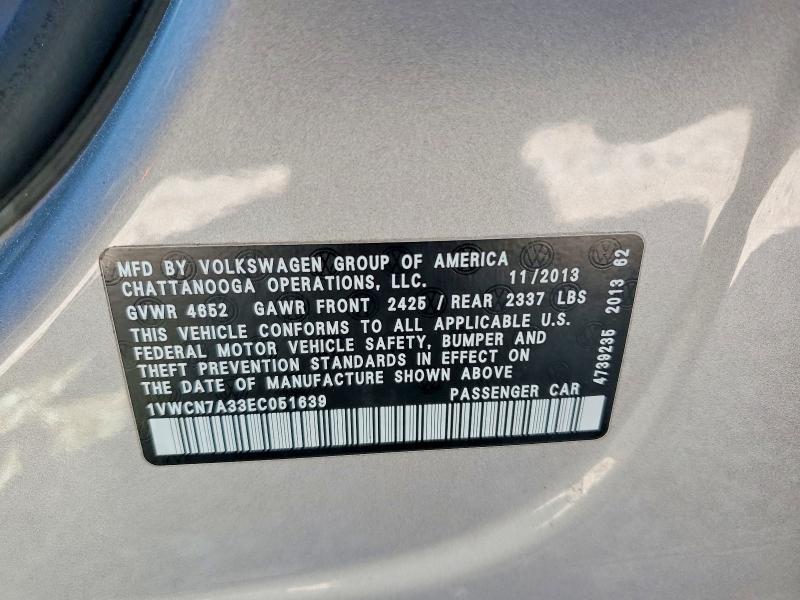 MFD BY VOLKSWAGEN GROUP OF AMERICA
CHATTANOOGA OPERATIONS, LLC. 11/2013
GVWR 4652 GAWR FRONT 2425/REAR 2337 LBS
THIS VEHICLE CONFORMS TO ALL APPLICABLE U.S.
FEDERAL MOTOR VEHICLE SAFETY, BUMPER AND
THEFT PREVENTION STANDARDS IN EFFECT ON
THE DATE OF MANUFACTURE SHOWN ABOVE
1VWCN7A33EC051639 PASSENGER CAR
4739235 2013 62